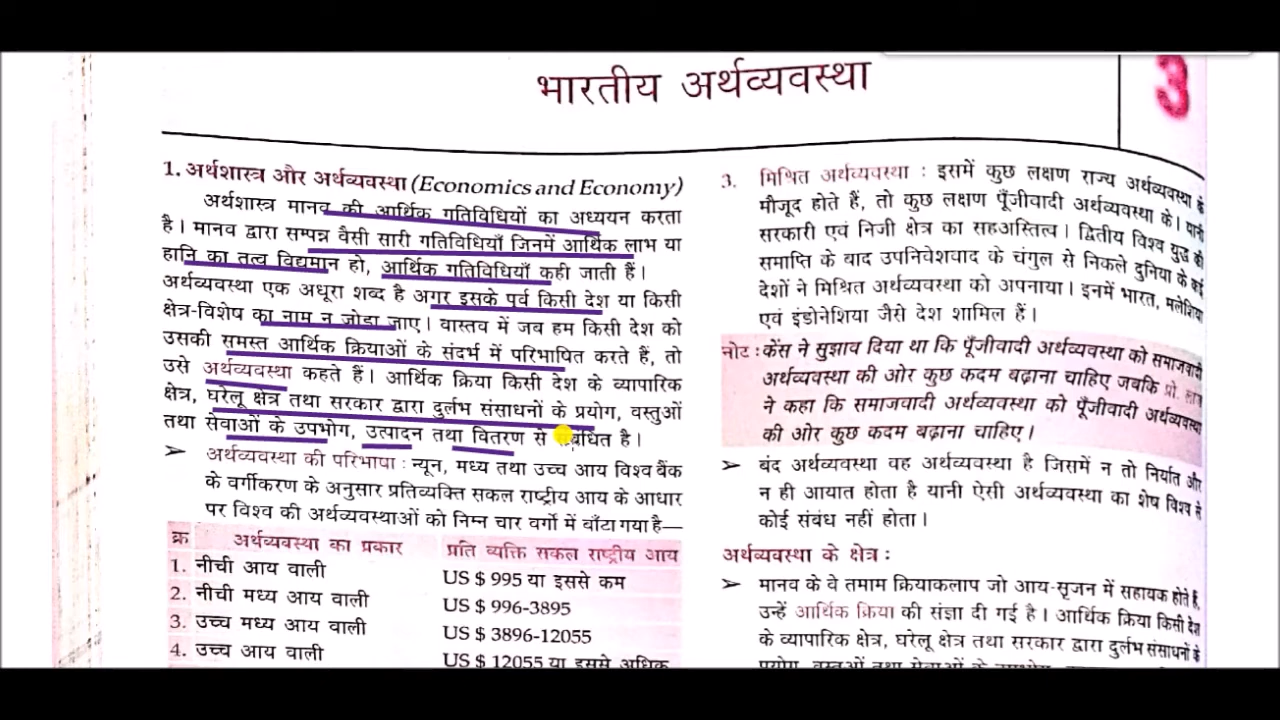 भारतीय अर्थव्यवस्था
3
1. अर्थशास्त्र और अर्थव्यवस्था (Economics and Economy)
अर्थशास्त्र मानव की आर्थिक गतिविधियों का अध्ययन करता
है। मानव द्वारा सम्पन्न वैसी सारी गतिविधियाँ जिनमें आर्थिक लाभ या
हानि का तत्व विद्यमान हो, आर्थिक गतिविधियाँ कही जाती हैं।
अर्थव्यवस्था एक अधूरा शब्द है अगर इसके पूर्व किसी देश या किसी
क्षेत्र-विशेष का नाम न जोड़ा जाए। वास्तव में जब हम किसी देश को
उसकी समस्त आर्थिक क्रियाओं के संदर्भ में परिभाषित करते हैं, तो
उसे अर्थव्यवस्था कहते हैं। आर्थिक क्रिया किसी देश के व्यापारिक
क्षेत्र, घरेलू क्षेत्र तथा सरकार द्वारा दुर्लभ संसाधनों के प्रयोग, वस्तुओं
तथा सेवाओं के उपभोग, उत्पादन तथा वितरण से संबंधित है।
➤ अर्थव्यवस्था की परिभाषा : न्यून, मध्य तथा उच्च आय विश्व बैंक
के वर्गीकरण के अनुसार प्रतिव्यक्ति सकल राष्ट्रीय आय के आधार
पर विश्व की अर्थव्यवस्थाओं को निम्न चार वर्गों में बाँटा गया है—
क्र अर्थव्यवस्था का प्रकार प्रति व्यक्ति सकल राष्ट्रीय आय
1. नीची आय वाली US $ 995 या इससे कम
2. नीची मध्य आय वाली US $ 996-3895
3. उच्च मध्य आय वाली US $ 3896-12055
4. उच्च आय वाली US $ 12055 या इससे अधिक
3. मिश्रित अर्थव्यवस्था : इसमें कुछ लक्षण राज्य अर्थव्यवस्था के
मौजूद होते हैं, तो कुछ लक्षण पूँजीवादी अर्थव्यवस्था के। यानी
सरकारी एवं निजी क्षेत्र का सहअस्तित्व। द्वितीय विश्व युद्ध की
समाप्ति के बाद उपनिवेशवाद के चंगुल से निकले दुनिया के कई
देशों ने मिश्रित अर्थव्यवस्था को अपनाया। इनमें भारत, मलेशिया
एवं इंडोनेशिया जैसे देश शामिल हैं।
नोट : केंस ने सुझाव दिया था कि पूँजीवादी अर्थव्यवस्था को समाजवादी
अर्थव्यवस्था की ओर कुछ कदम बढ़ाना चाहिए जबकि प्रो.
ने कहा कि समाजवादी अर्थव्यवस्था को पूँजीवादी अर्थव्यवस्था
की ओर कुछ कदम बढ़ाना चाहिए।
➤ बंद अर्थव्यवस्था वह अर्थव्यवस्था है जिसमें न तो निर्यात और
न ही आयात होता है यानी ऐसी अर्थव्यवस्था का शेष विश्व से
कोई संबंध नहीं होता।
अर्थव्यवस्था के क्षेत्र :
➤ मानव के वे तमाम क्रियाकलाप जो आय-सृजन में सहायक होते हैं,
उन्हें आर्थिक क्रिया की संज्ञा दी गई है। आर्थिक क्रिया किसी देश
के व्यापारिक क्षेत्र, घरेलू क्षेत्र तथा सरकार द्वारा दुर्लभ संसाधनों के